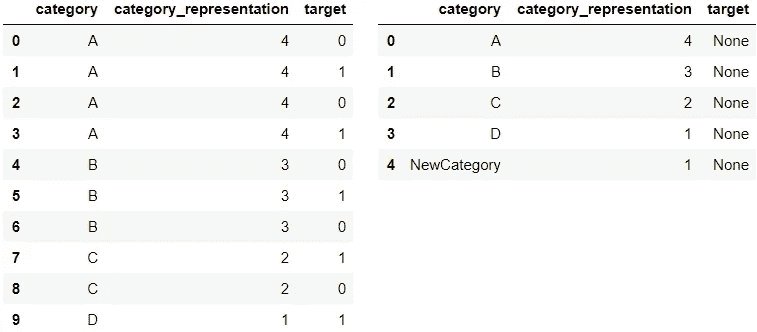 category category_representation target
0 A 4 0
1 A 4 1
2 A 4 0
3 A 4 1
4 B 3 0
5 B 3 1
6 B 3 0
7 C 2 1
8 C 2 0
9 D 1 1
category category_representation target
0 A 4 None
1 B 3 None
2 C 2 None
3 D 1 None
4 NewCategory 1 None